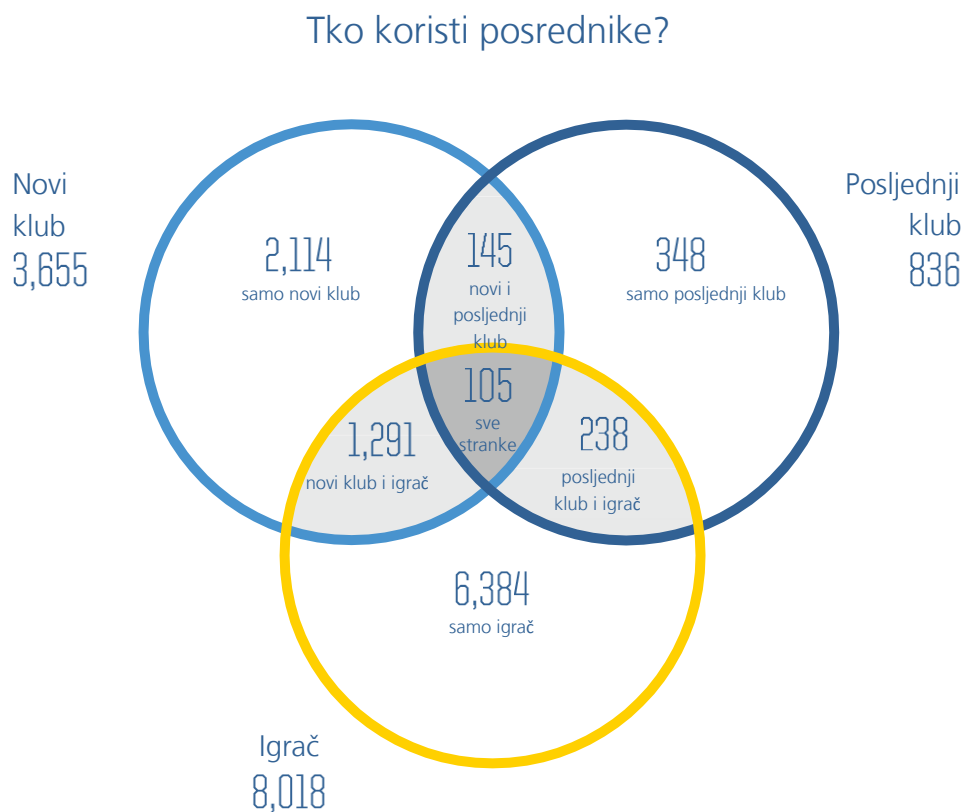 Tko koristi posrednike?
Novi
klub
3,655
Posljednji
klub
836
2,114
samo novi klub
145
novi i
posljednji
klub
348
samo posljednji klub
105
sve
stranke
1,291
novi klub i igrač
238
posljednji
klub i igrač
6,384
samo igrač
Igrač
8,018